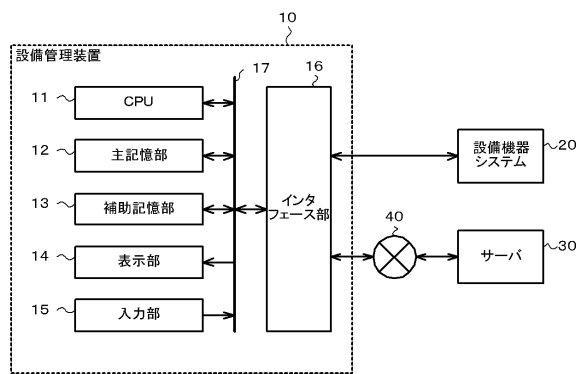 10
設備管理装置
17
16
11
CPU
12
主記憶部
13
補助記憶部
14
表示部
15
入力部
インタ
フェース部
設備機器
システム
20
40
サーバ
30